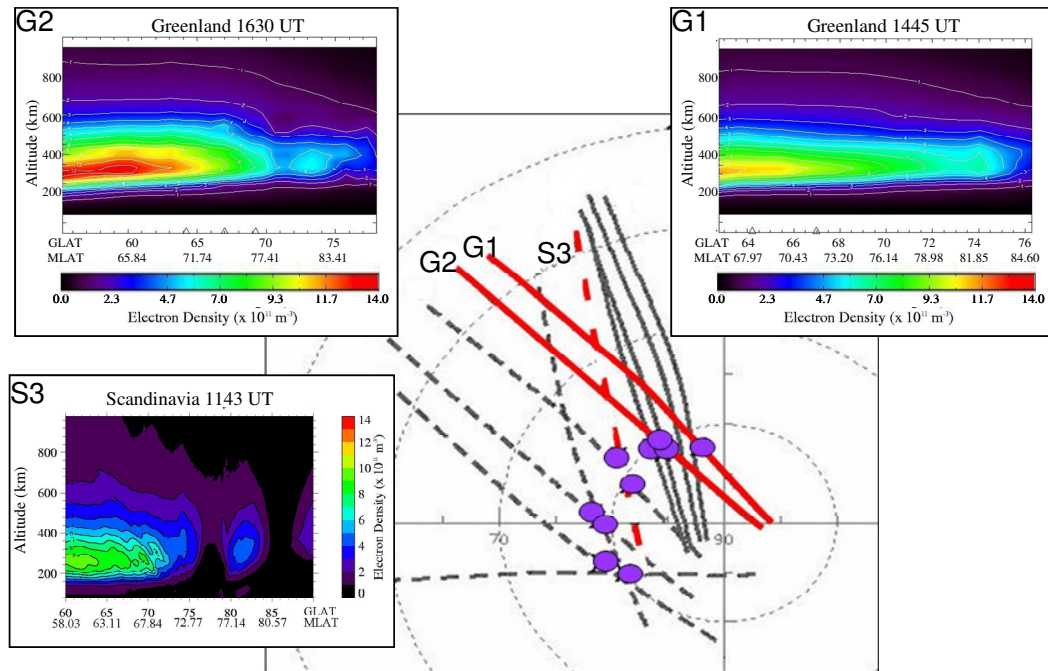 G2
Greenland 1630 UT
Altitude (km)
800
600
400
200
GLAT 60 65 70 75
MLAT 65.84 71.74 77.41 83.41
0.0 2.3 4.7 7.0 9.3 11.7 14.0
Electron Density (x 10¹¹ m⁻³)
G1
Greenland 1445 UT
Altitude (km)
800
600
400
200
GLAT 64 66 68 70 72 74 76
MLAT 67.97 70.43 73.20 76.14 78.98 81.85 84.60
0.0 2.3 4.7 7.0 9.3 11.7 14.0
Electron Density (x 10¹¹ m⁻³)
G2
G1
S3
70
90
S3
Scandinavia 1143 UT
Altitude (km)
800
600
400
200
60 65 70 75 80 85 GLAT
58.03 63.11 67.84 72.77 77.14 80.57 MLAT
14
12
10
8
6
4
2
0
Electron Density (x 10¹¹ m⁻³)